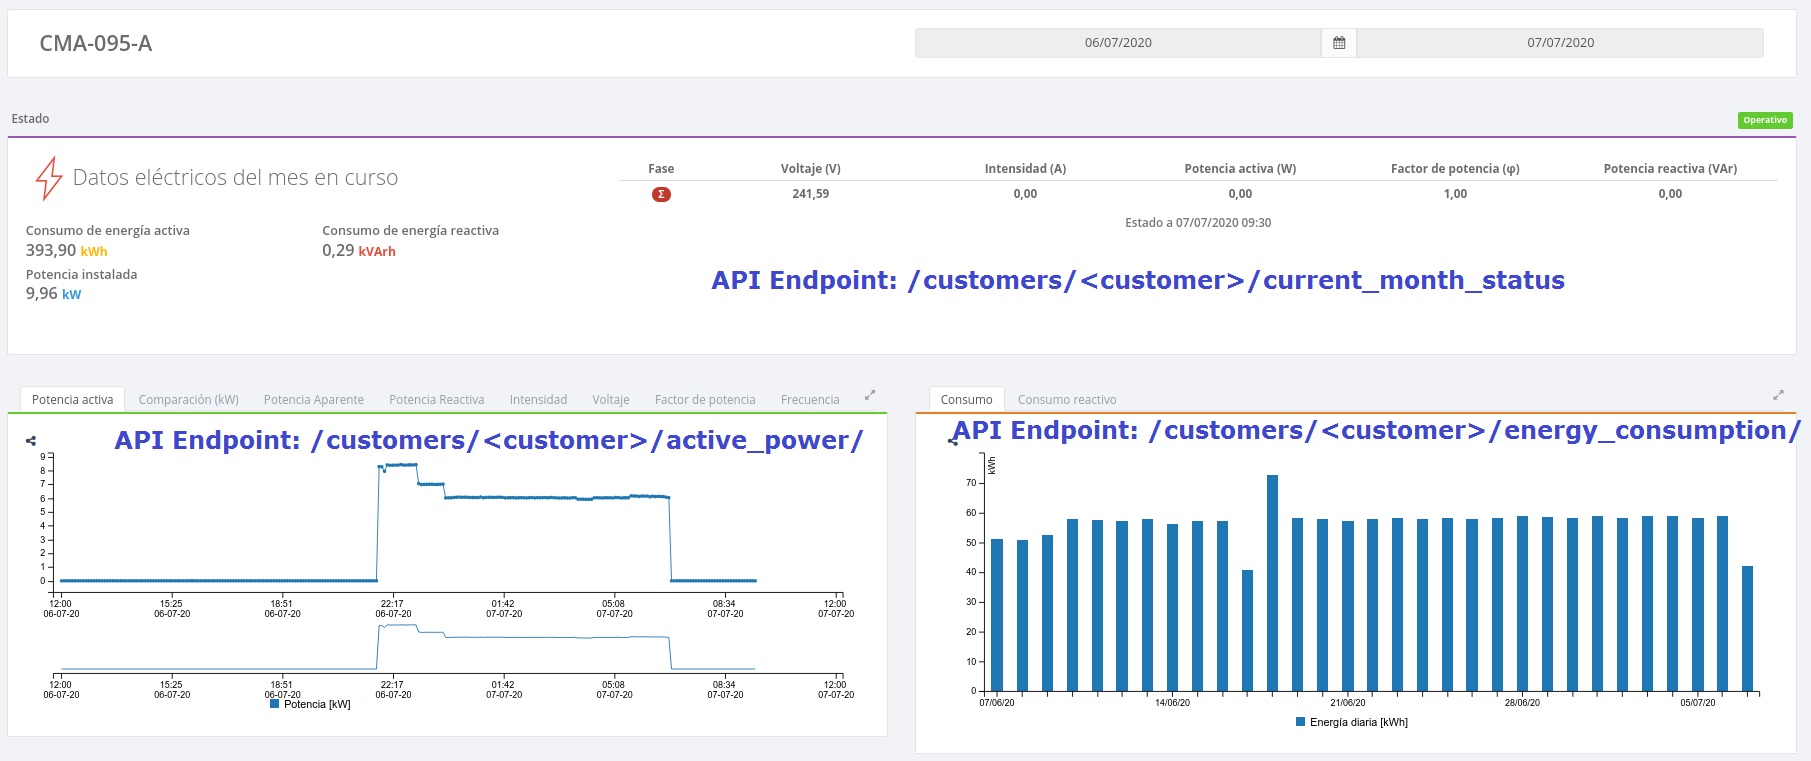 CMA-095-A
06/07/2020
07/07/2020
Estado
Operativo
Datos eléctricos del mes en curso
Consumo de energía activa
Consumo de energía reactiva
393,90 kWh
0,29 kVArh
Potencia instalada
9,96 kW
Fase Voltaje (V) Intensidad (A) Potencia activa (W) Factor de potencia (φ) Potencia reactiva (VAr)
Σ 241,59 0,00 0,00 1,00 0,00
Estado a 07/07/2020 09:30
API Endpoint: /customers/<customer>/current_month_status
Potencia activa Comparación (kW) Potencia Aparente Potencia Reactiva Intensidad Voltaje Factor de potencia Frecuencia
API Endpoint: /customers/<customer>/active_power/
9
8
7
6
5
4
3
2
1
0
12:00 15:25 18:51 22:17 01:42 05:08 08:34 12:00
06-07-20 06-07-20 06-07-20 06-07-20 07-07-20 07-07-20 07-07-20 07-07-20
12:00 15:25 18:51 22:17 01:42 05:08 08:34 12:00
06-07-20 06-07-20 06-07-20 06-07-20 07-07-20 07-07-20 07-07-20 07-07-20
Potencia [kW]
Consumo Consumo reactivo
API Endpoint: /customers/<customer>/energy_consumption/
kWh
70
60
50
40
30
20
10
0
07/06/20 14/06/20 21/06/20 28/06/20 05/07/20
Energía diaria [kWh]